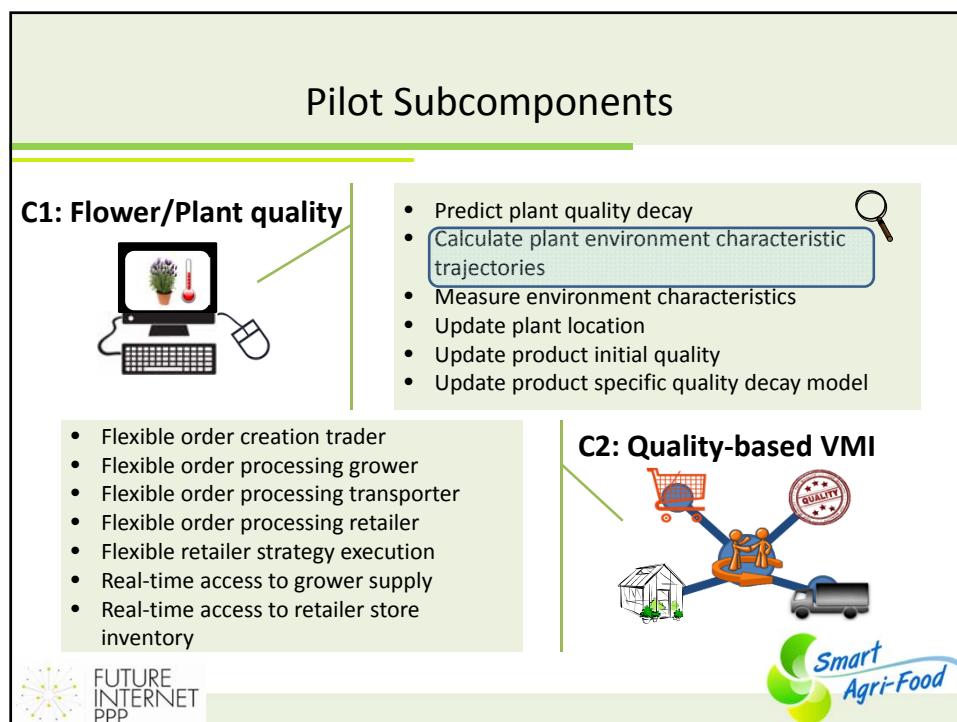 Pilot Subcomponents
C1: Flower/Plant quality
• Predict plant quality decay
• Calculate plant environment characteristic
trajectories
• Measure environment characteristics
• Update plant location
• Update product initial quality
• Update product specific quality decay model
• Flexible order creation trader
• Flexible order processing grower
• Flexible order processing transporter
• Flexible order processing retailer
• Flexible retailer strategy execution
• Real-time access to grower supply
• Real-time access to retailer store
inventory
C2: Quality-based VMI
QUALITY
FUTURE
INTERNET
PPP
Smart
Agri-Food